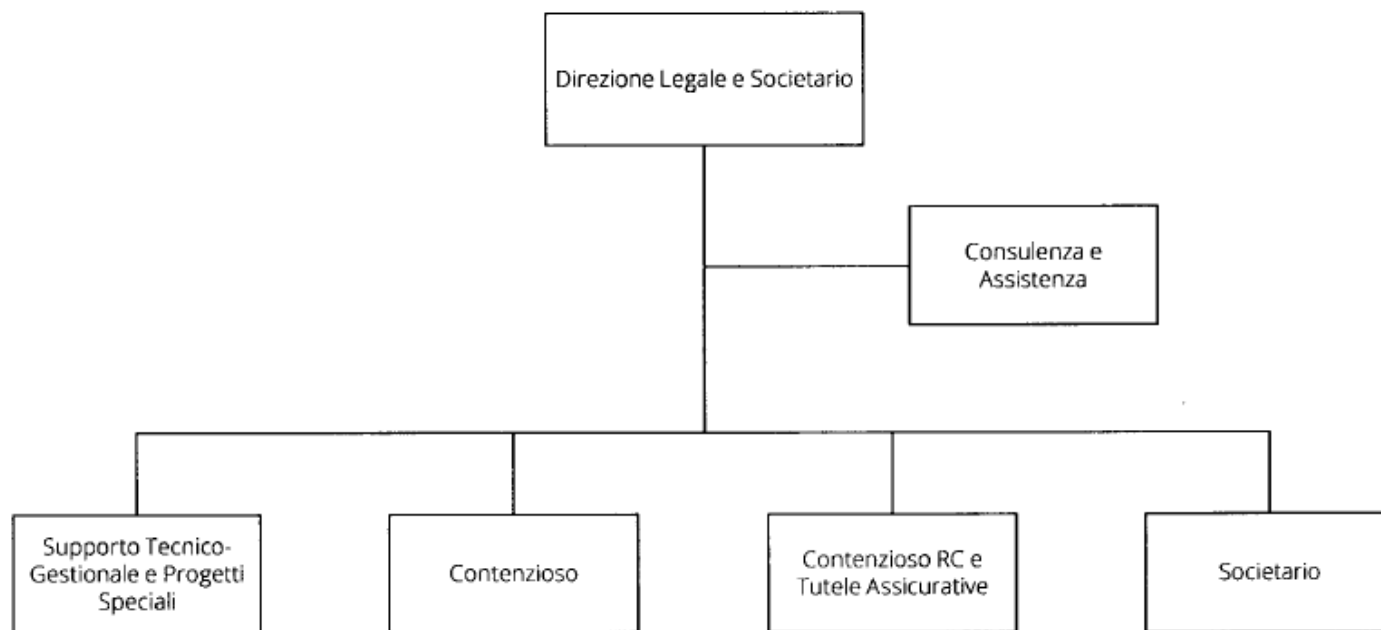 Direzione Legale e Societario
Consulenza e
Assistenza
Supporto Tecnico-
Gestionale e Progetti
Speciali
Contenzioso
Contenzioso RC e
Tutele Assicurative
Societario